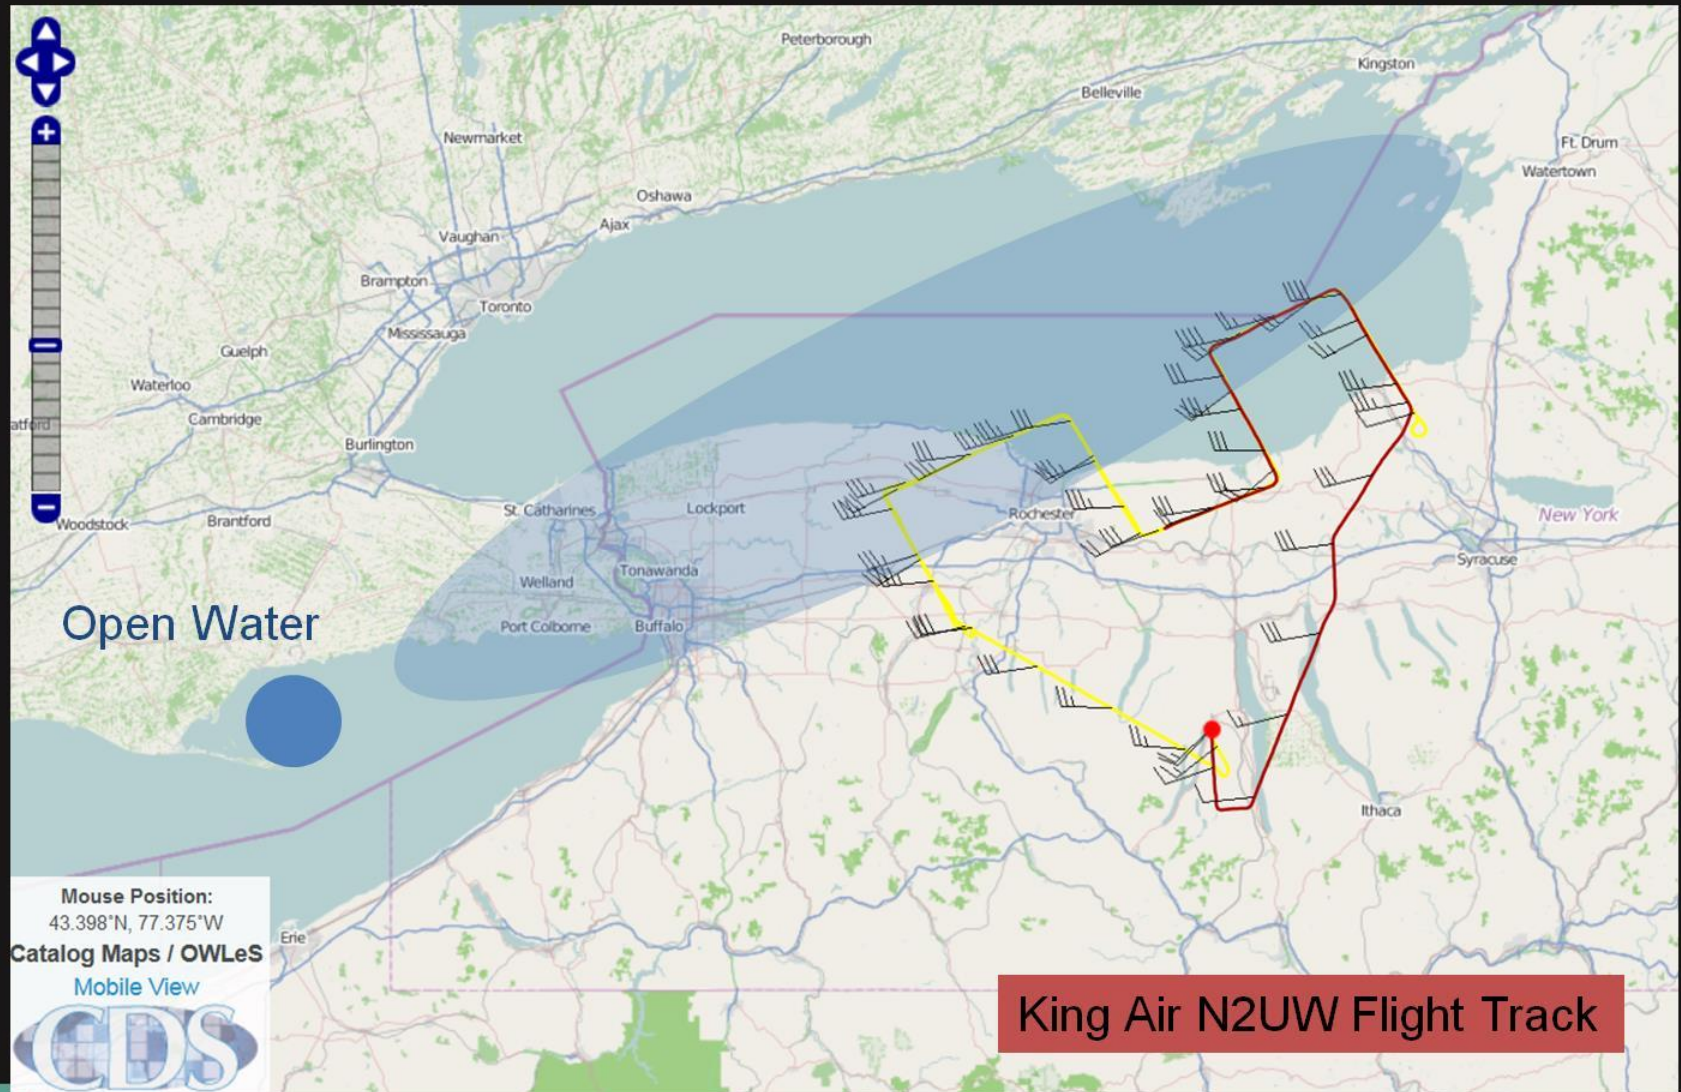 Peterborough
Kingston
Belleville
Newmarket
Ft. Drum
Watertown
Oshawa
Ajax
Vaughan
Brampton
Toronto
Mississauga
Guelph
Waterloo
Cambridge
atford
Burlington
St. Catharines
Lockport
Woodstock
Brantford
Rochester
New York
Syracuse
Welland
Tonawanda
Open Water
Port Colborne
Buffalo
Ithaca
Mouse Position:
43.398°N, 77.375°W
Erie
Catalog Maps / OWLeS
Mobile View
CDS
King Air N2UW Flight Track